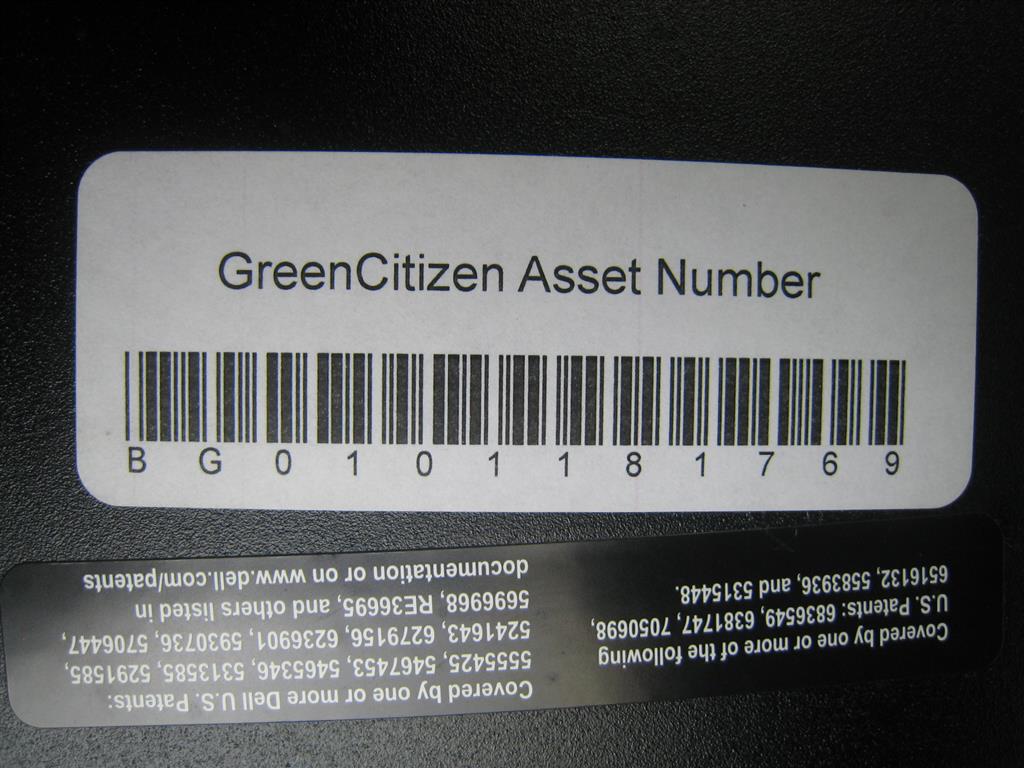 GreenCitizen Asset Number
BG0101181769
Covered by one or more of the following
U.S. Patents: 6836549, 6381747, 7050698,
6516132, 5583936, and 5315448.
Covered by one or more Dell U.S. Patents:
5555425, 5467453, 5465346, 5313585, 5291585,
5241643, 6279156, 6236901, 5930736, 5706447,
5696968, RE36695, and others listed in
documentation or on www.dell.com/patents